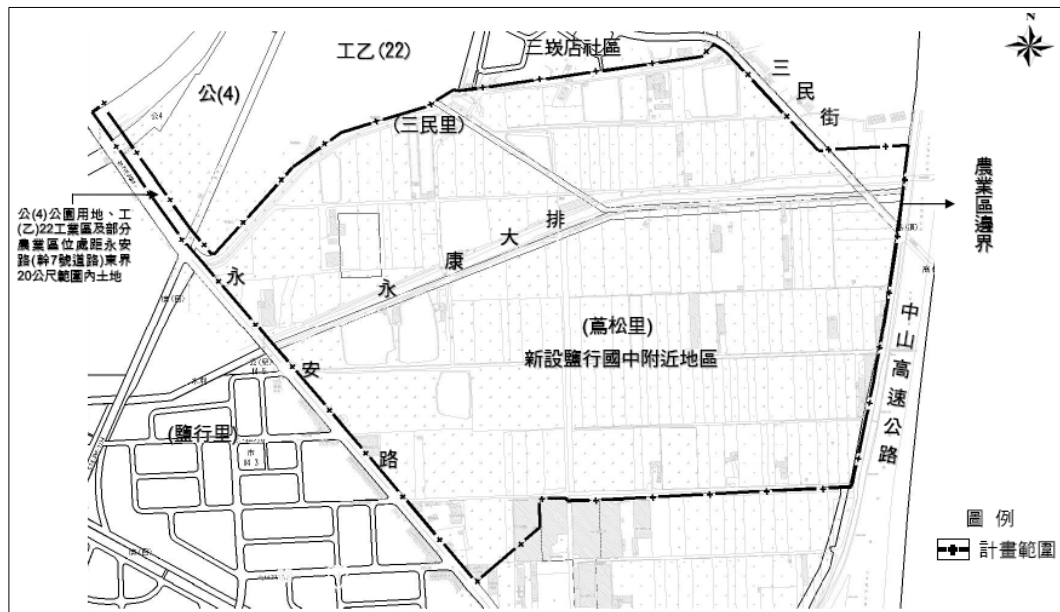 N
工乙(22)
三崁店社區
公(4)
公4
三民街
(三民里)
農業區邊界
公(4)公園用地、工
(乙)22工業區及部分
農業區位處距永安
路(幹7號道路)東界
20公尺範圍內土地
永康大排
永安路
(蔦松里)
新設鹽行國中附近地區
中山高速公路
(鹽行里)
市
圖 例
計畫範圍